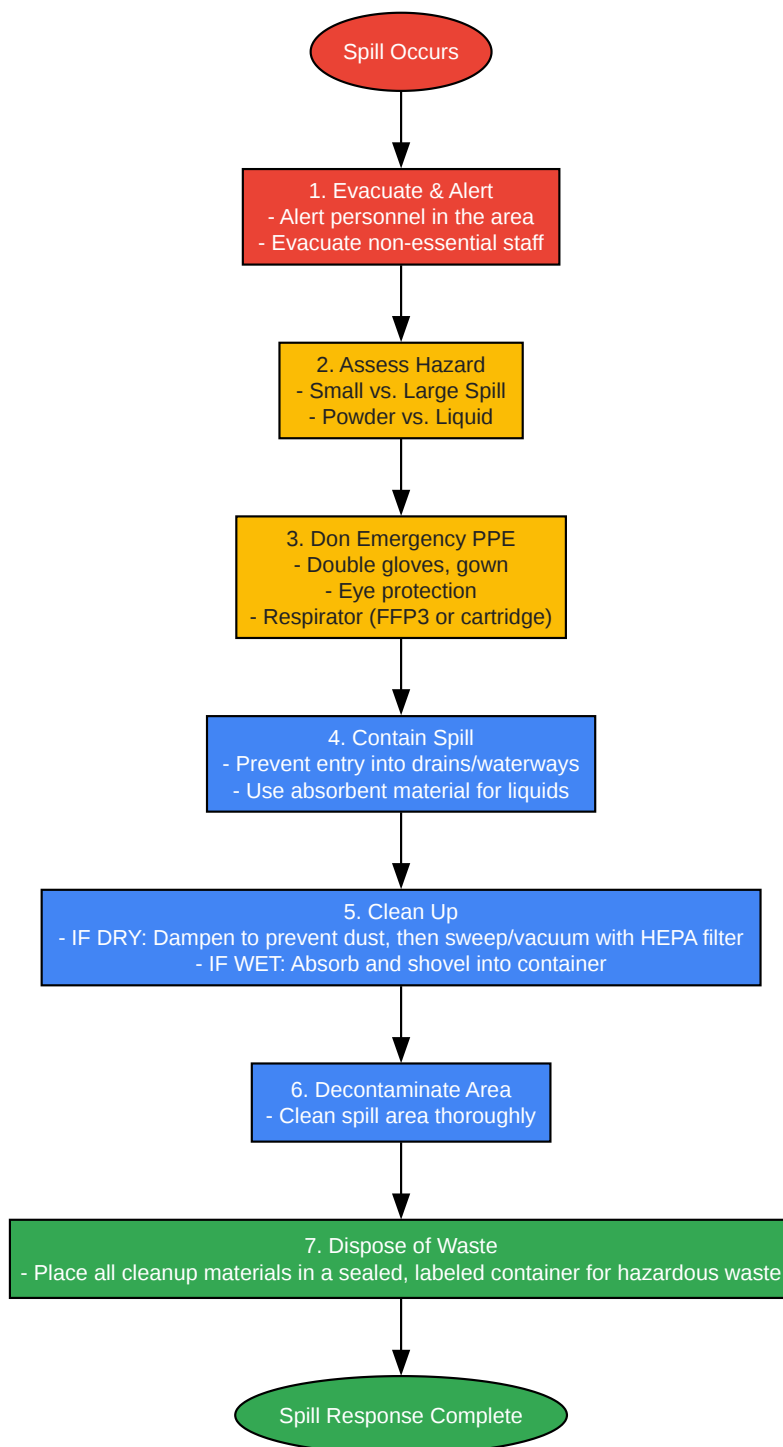 Spill Occurs
1. Evacuate & Alert
- Alert personnel in the area
- Evacuate non-essential staff
2. Assess Hazard
- Small vs. Large Spill
- Powder vs. Liquid
3. Don Emergency PPE
- Double gloves, gown
- Eye protection
- Respirator (FFP3 or cartridge)
4. Contain Spill
- Prevent entry into drains/waterways
- Use absorbent material for liquids
5. Clean Up
- IF DRY: Dampen to prevent dust, then sweep/vacuum with HEPA filter
- IF WET: Absorb and shovel into container
6. Decontaminate Area
- Clean spill area thoroughly
7. Dispose of Waste
- Place all cleanup materials in a sealed, labeled container for hazardous waste
Spill Response Complete